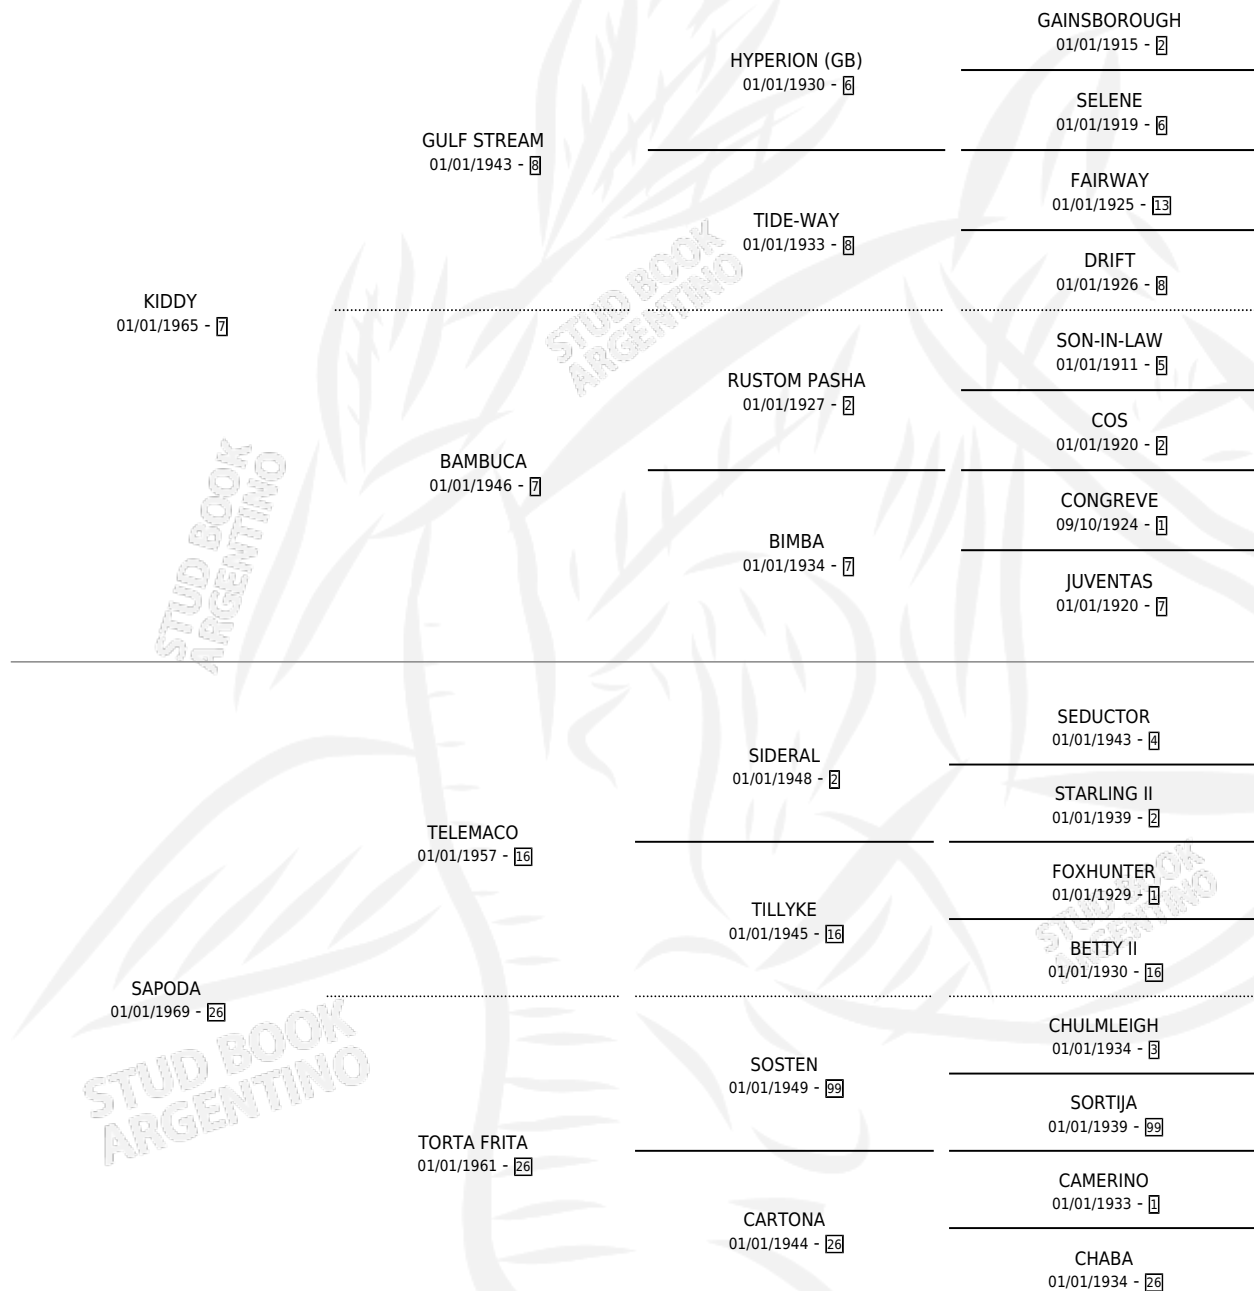 GAINSBOROUGH
01/01/1915 - 2
HYPERION (GB)
01/01/1930 - 6
SELENE
01/01/1919 - 6
GULF STREAM
01/01/1943 - 8
FAIRWAY
01/01/1925 - 13
TIDE-WAY
01/01/1933 - 8
DRIFT
01/01/1926 - 8
KIDDY
01/01/1965 - 7
SON-IN-LAW
01/01/1911 - 5
RUSTOM PASHA
01/01/1927 - 2
COS
01/01/1920 - 2
BAMBUCA
01/01/1946 - 7
CONGREVE
09/10/1924 - 1
BIMBA
01/01/1934 - 7
JUVENTAS
01/01/1920 - 7
SEDUCTOR
01/01/1943 - 4
SIDERAL
01/01/1948 - 2
STARLING II
01/01/1939 - 2
TELEMACO
01/01/1957 - 16
FOXHUNTER
01/01/1929 - 1
TILLYKE
01/01/1945 - 16
BETTY II
01/01/1930 - 16
SAPODA
01/01/1969 - 26
CHULMLEIGH
01/01/1934 - 3
SOSTEN
01/01/1949 - 99
SORTIJA
01/01/1939 - 99
TORTA FRITA
01/01/1961 - 26
CAMERINO
01/01/1933 - 1
CARTONA
01/01/1944 - 26
CHABA
01/01/1934 - 26
STUD BOOK
ARGENTINO
STUD BOOK
ARGENTINO
STUD BOOK
ARGENTINO
STUD BOOK
ARGENTINO